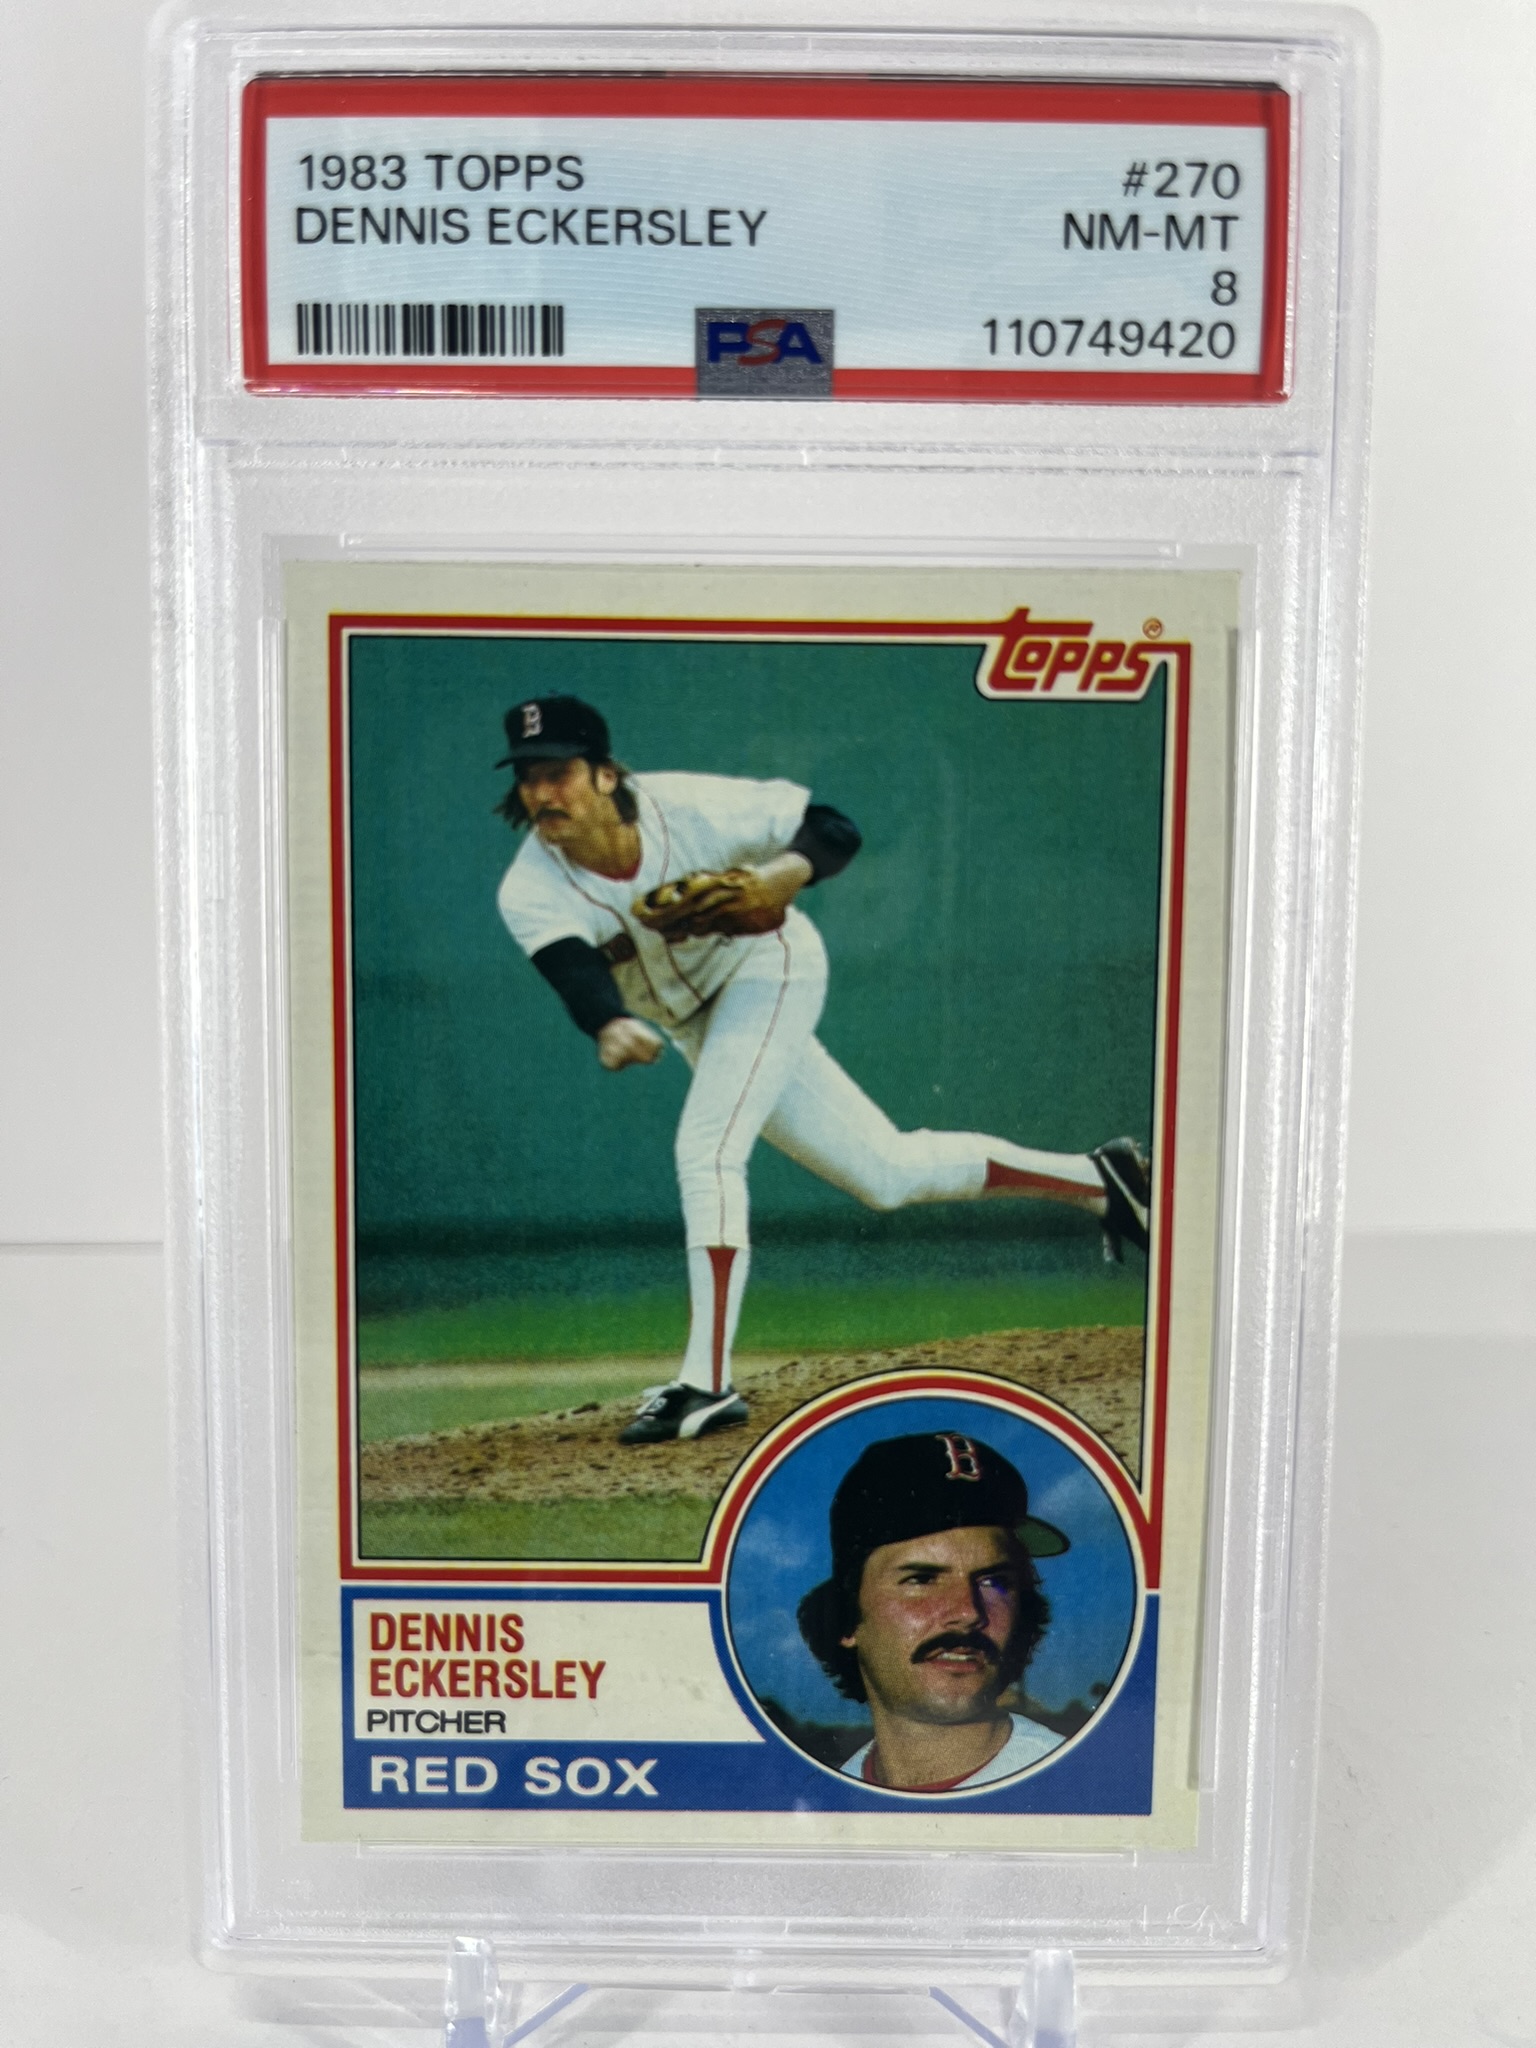 1983 TOPPS #270
DENNIS ECKERSLEY NM-MT
8
PSA 110749420
topps
B
B
DENNIS
ECKERSLEY
PITCHER
RED SOX